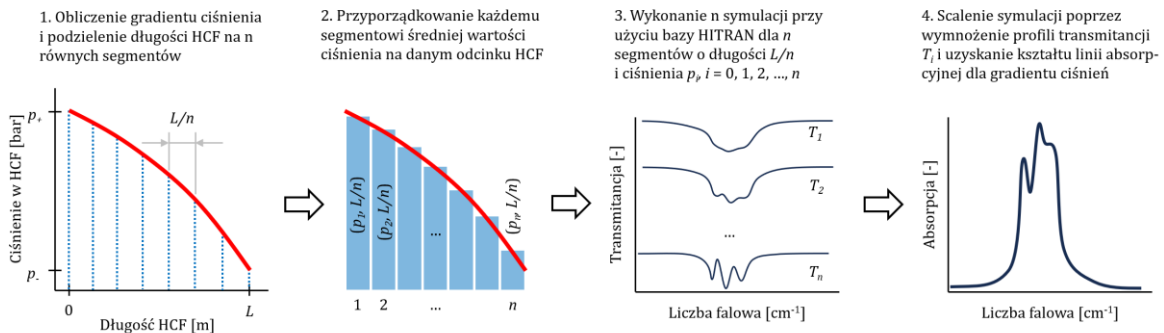 1. Obliczenie gradientu ciśnienia
i podzielenie długości HCF na n
równych segmentów
2. Przyporządkowanie każdemu
segmentowi średniej wartości
ciśnienia na danym odcinku HCF
3. Wykonanie n symulacji przy
użyciu bazy HITRAN dla n
segmentów o długości L/n
i ciśnienia pᵢ, i = 0, 1, 2, ..., n
4. Scalenie symulacji poprzez
wymnożenie profili transmitancji
Tᵢ i uzyskanie kształtu linii absorp-
cyjnej dla gradientu ciśnień
Ciśnienie w HCF [bar]
p₊
p₋
L/n
0
L
Długość HCF [m]
(p₁, L/n)
(p₂, L/n)
...
(pₙ, L/n)
1
2
...
n
Transmitancja [-]
T₁
T₂
...
Tₙ
Liczba falowa [cm⁻¹]
Absorpcja [-]
Liczba falowa [cm⁻¹]